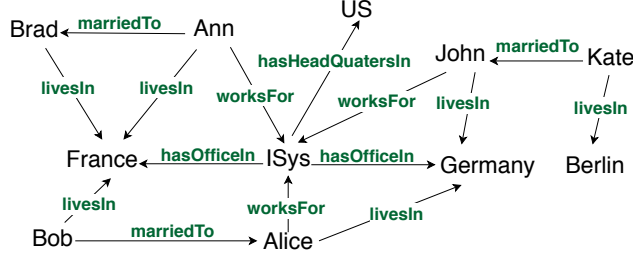 US
Brad marriedTo Ann
hasHeadQuatersIn John marriedTo Kate
livesIn livesIn worksFor worksFor livesIn livesIn
France hasOfficeIn ISys hasOfficeIn Germany Berlin
livesIn worksFor livesIn
Bob marriedTo Alice